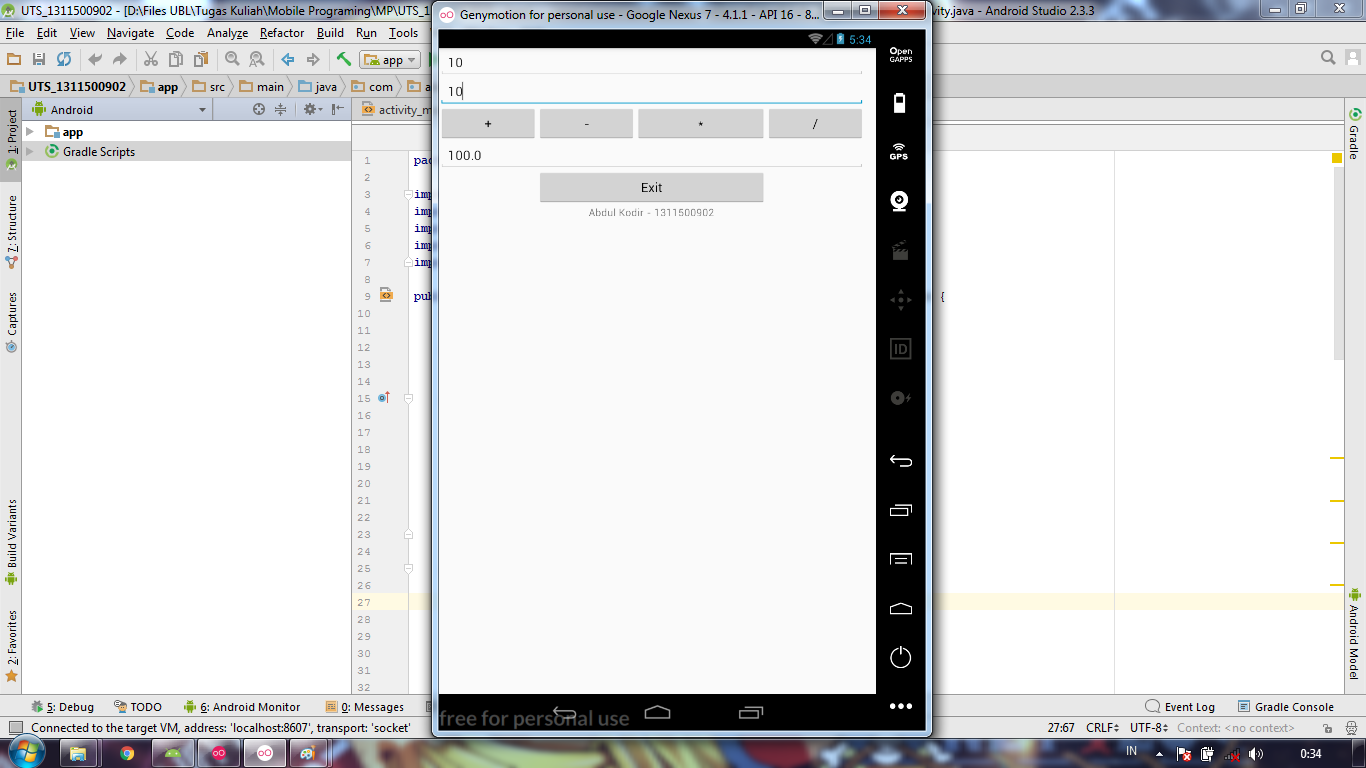 UTS_1311500902 - [D:\Files UBL\Tugas Kuliah\Mobile Programing\MP\UTS_1
Genymotion for personal use - Google Nexus 7 - 4.1.1 - API 16 - 8...
vity.java - Android Studio 2.3.3
File Edit View Navigate Code Analyze Refactor Build Run Tools
app
UTS_1311500902 app src main java com a
Android
activity_m
app
Gradle Scripts
1: Project
7: Structure
Captures
Build Variants
2: Favorites
1
2
3
4
5
6
7
8
9
10
11
12
13
14
15
16
17
18
19
20
21
22
23
24
25
26
27
28
29
30
31
32
pac
imp
imp
imp
imp
imp
pub
{
5:34
10
10
+ - * /
100.0
Exit
Abdul Kodir - 1311500902
free for personal use
Open
GAPPS
GPS
ID
Gradle
Android Model
5: Debug TODO 6: Android Monitor 0: Messages
Event Log Gradle Console
Connected to the target VM, address: 'localhost:8607', transport: 'socket'
27:67 CRLF UTF-8 Context: <no context>
IN 0:34